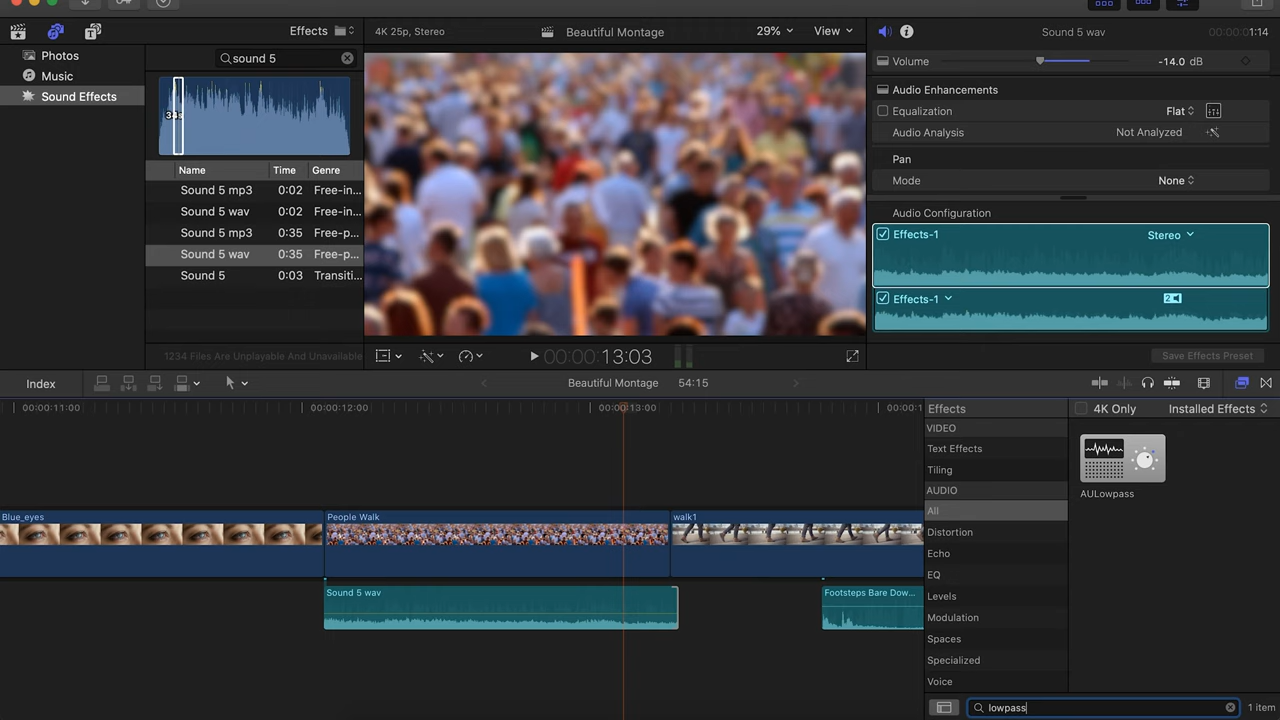 Effects
4K 25p, Stereo
Beautiful Montage
29%
View
Sound 5 wav
1:14
Photos
Music
Sound Effects
sound 5
34s
Name Time Genre
Sound 5 mp3 0:02 Free-in...
Sound 5 wav 0:02 Free-in...
Sound 5 mp3 0:35 Free-p...
Sound 5 wav 0:35 Free-p...
Sound 5 0:03 Transiti...
1234 Files Are Unplayable And Unavailable
00:00:13:03
Volume -14.0 dB
Audio Enhancements
Equalization Flat
Audio Analysis Not Analyzed
Pan
Mode None
Audio Configuration
Effects-1 Stereo
Effects-1 2
Save Effects Preset
Index
Beautiful Montage 54:15
00:00:11:00 00:00:12:00 00:00:13:00
Blue_eyes People Walk walk1
Sound 5 wav Footsteps Bare Dow...
Effects
4K Only
Installed Effects
VIDEO
Text Effects
Tiling
AUDIO
All
Distortion
Echo
EQ
Levels
Modulation
Spaces
Specialized
Voice
AULowpass
lowpass
1 item